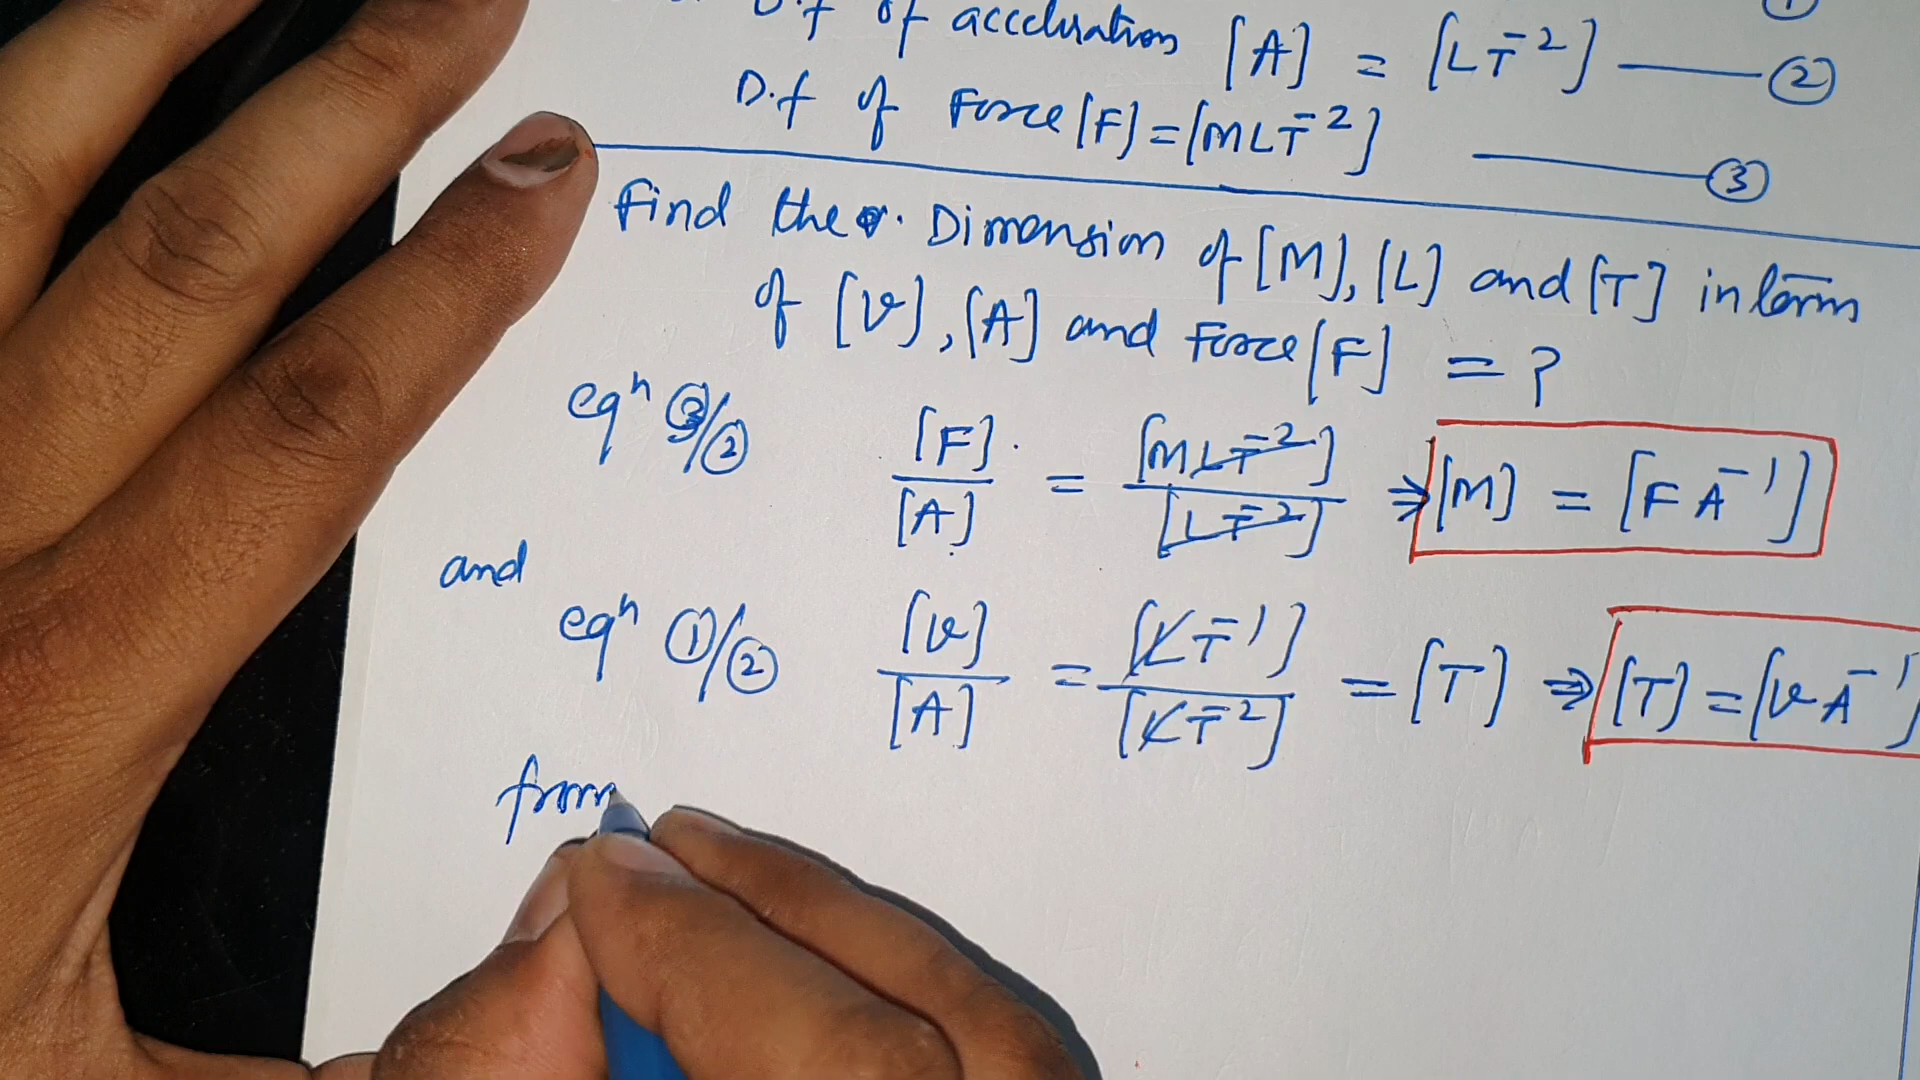 D.f of acceleration [A] = [LT⁻²] —— ②
①
D.f of Force [F] = [MLT⁻²] —— ③
Find the Dimension of [M], [L] and [T] in term
of [v], [A] and Force [F] = ?
eqⁿ ③/② [F]/[A] = [MLT⁻²]/[LT⁻²] ⇒ [M] = [FA⁻¹]
and
eqⁿ ①/② [v]/[A] = [LT⁻¹]/[LT⁻²] = [T] ⇒ [T] = [vA⁻¹]
from